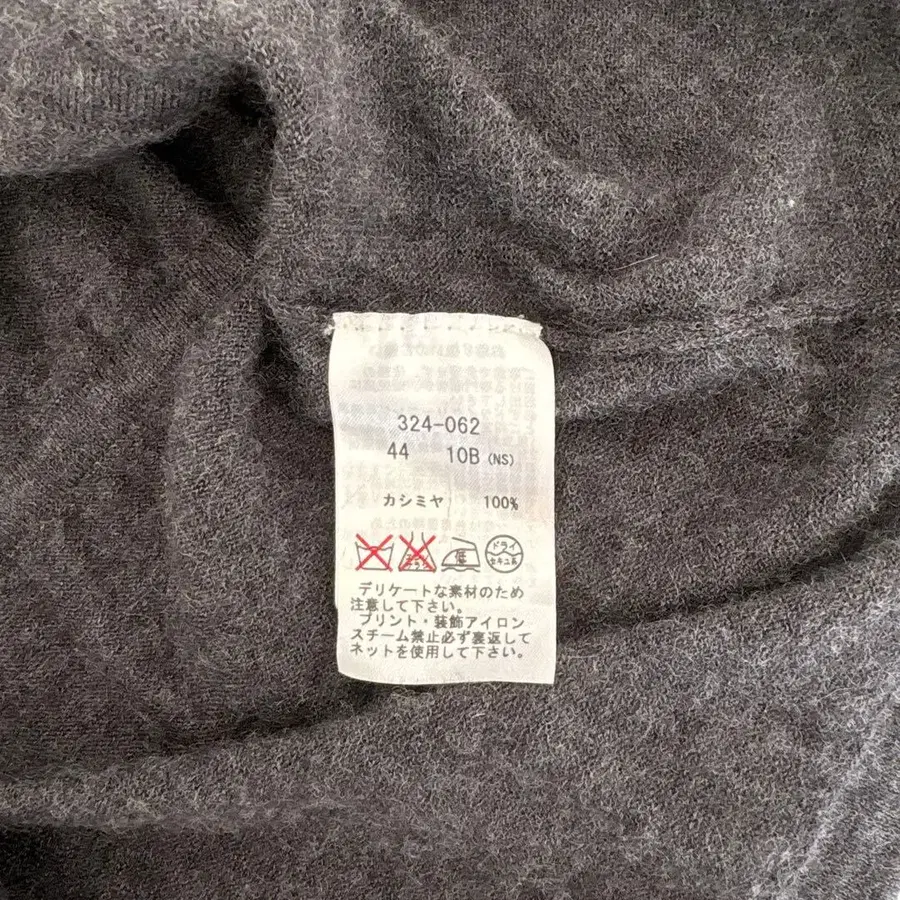 324-062
44 10B (NS)
カシミヤ 100%
低 ドライ
セキユ系
デリケートな素材のため
注意して下さい。
プリント・装飾アイロン
スチーム禁止必ず裏返して
ネットを使用して下さい。